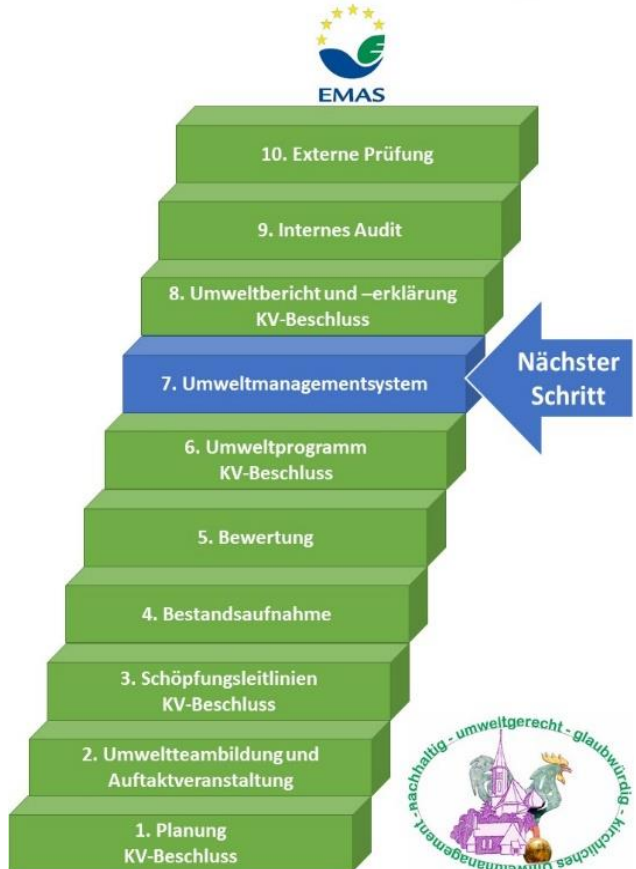 EMAS
10. Externe Prüfung
9. Internes Audit
8. Umweltbericht und –erklärung
KV-Beschluss
7. Umweltmanagementsystem
Nächster
Schritt
6. Umweltprogramm
KV-Beschluss
5. Bewertung
4. Bestandsaufnahme
3. Schöpfungsleitlinien
KV-Beschluss
2. Umweltteambildung und
Auftaktveranstaltung
1. Planung
KV-Beschluss
nachhaltig - umweltgerecht - glaubwürdig - kirchliches Umweltmanagement -